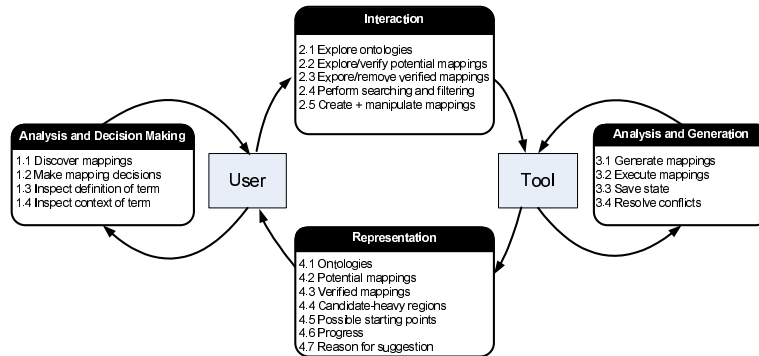 Interaction
2.1 Explore ontologies
2.2 Explore/verify potential mappings
2.3 Expore/remove verified mappings
2.4 Perform searching and filtering
2.5 Create + manipulate mappings
Analysis and Decision Making
1.1 Discover mappings
1.2 Make mapping decisions
1.3 Inspect definition of term
1.4 Inspect context of term
User
Tool
Analysis and Generation
3.1 Generate mappings
3.2 Execute mappings
3.3 Save state
3.4 Resolve conflicts
Representation
4.1 Ontologies
4.2 Potential mappings
4.3 Verified mappings
4.4 Candidate-heavy regions
4.5 Possible starting points
4.6 Progress
4.7 Reason for suggestion